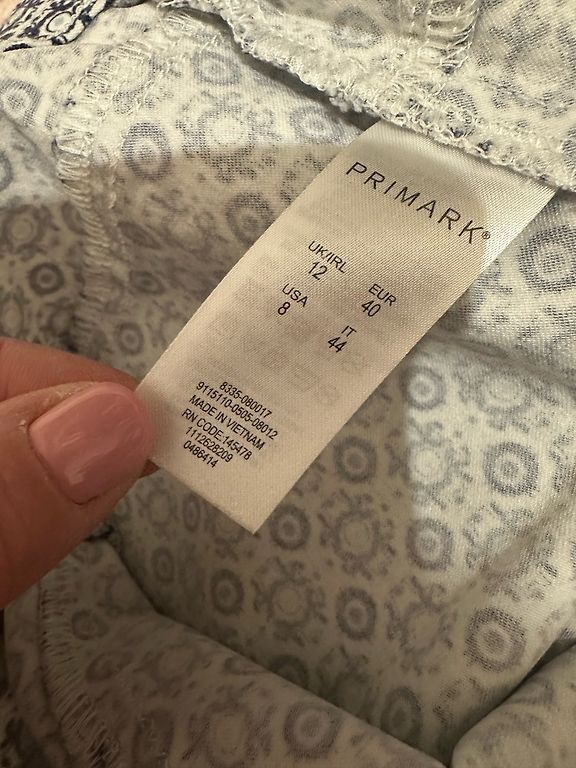 PRIMARK®
UK/IRL EUR
12 40
USA IT
8 44
8335-080017
9115110-0505-08012
MADE IN VIETNAM
RN CODE:145478
1112628209
0486414